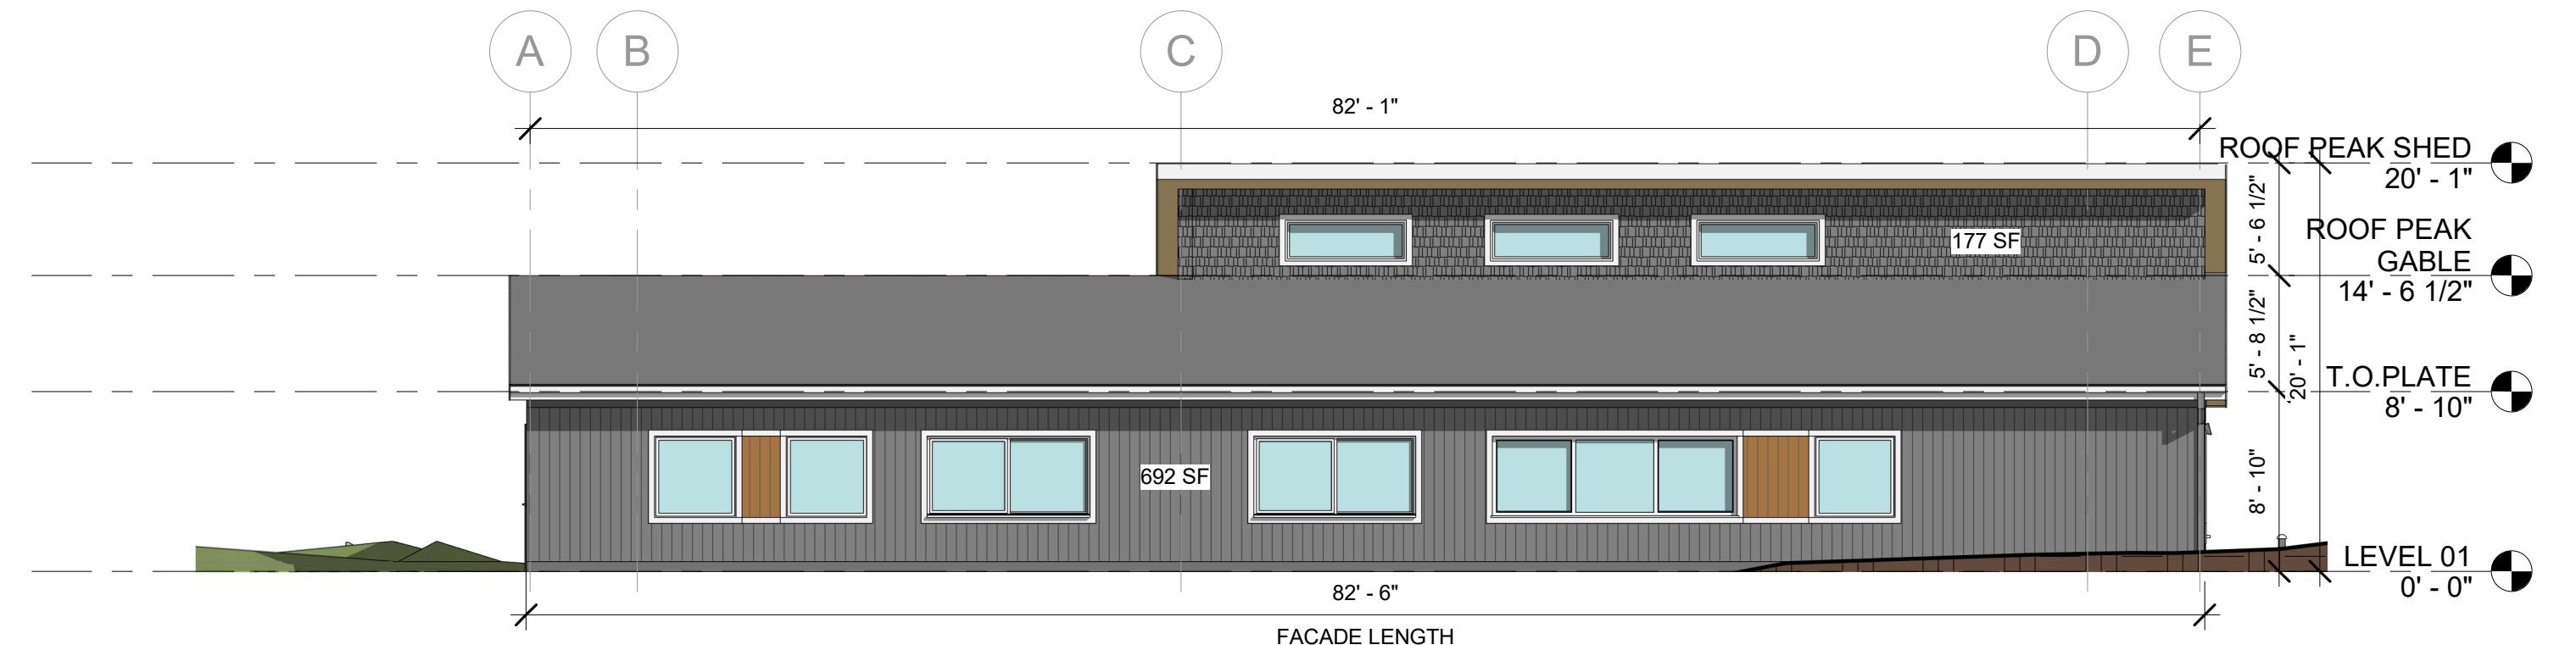 A
B
C
D
E
82' - 1"
ROOF PEAK SHED
20' - 1"
5' - 6 1/2"
177 SF
ROOF PEAK
GABLE
14' - 6 1/2"
5' - 8 1/2"
20' - 1"
T.O.PLATE
8' - 10"
692 SF
8' - 10"
LEVEL 01
0' - 0"
82' - 6"
FACADE LENGTH